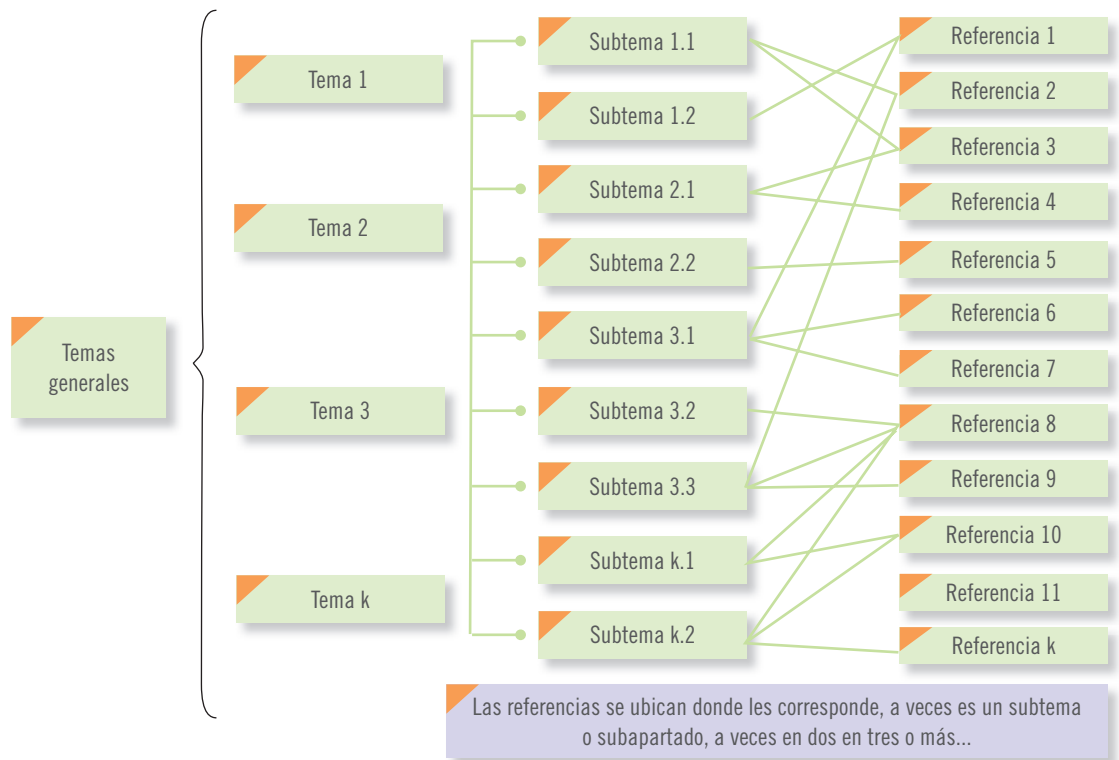 Temas
generales
Tema 1
Tema 2
Tema 3
Tema k
Subtema 1.1
Subtema 1.2
Subtema 2.1
Subtema 2.2
Subtema 3.1
Subtema 3.2
Subtema 3.3
Subtema k.1
Subtema k.2
Referencia 1
Referencia 2
Referencia 3
Referencia 4
Referencia 5
Referencia 6
Referencia 7
Referencia 8
Referencia 9
Referencia 10
Referencia 11
Referencia k
Las referencias se ubican donde les corresponde, a veces es un subtema
o subapartado, a veces en dos en tres o más...